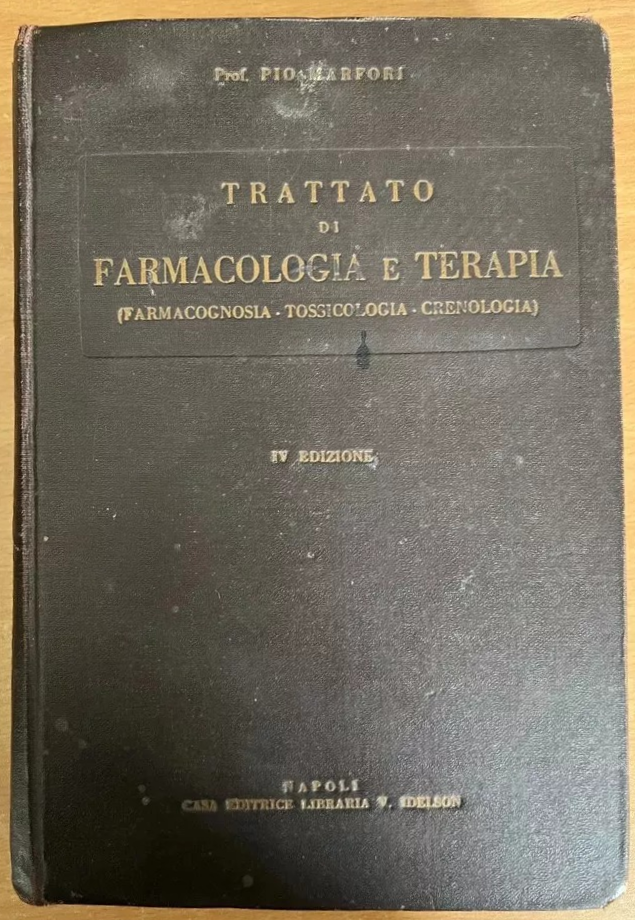 Prof. PIO MARFORI
TRATTATO
DI
FARMACOLOGIA E TERAPIA
(FARMACOGNOSIA - TOSSICOLOGIA - CRENOLOGIA)
IV EDIZIONE
NAPOLI
CASA EDITRICE LIBRARIA V. IDELSON